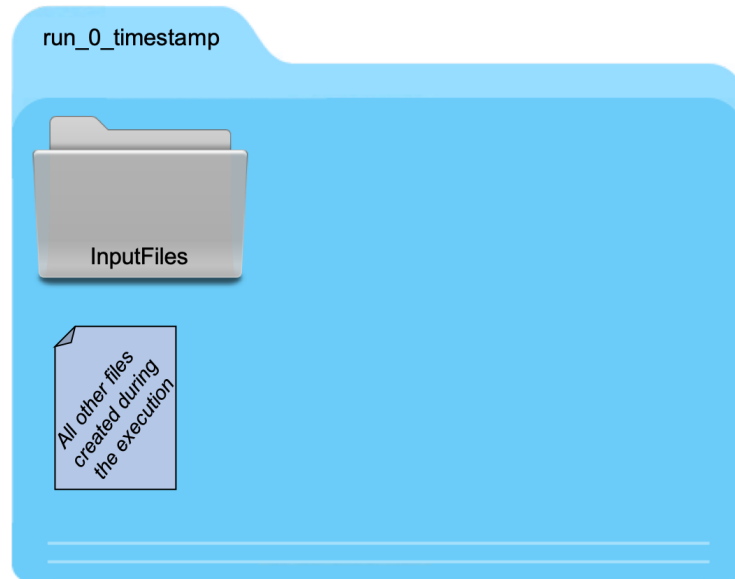 run_0_timestamp
InputFiles
All other files
created during
the execution